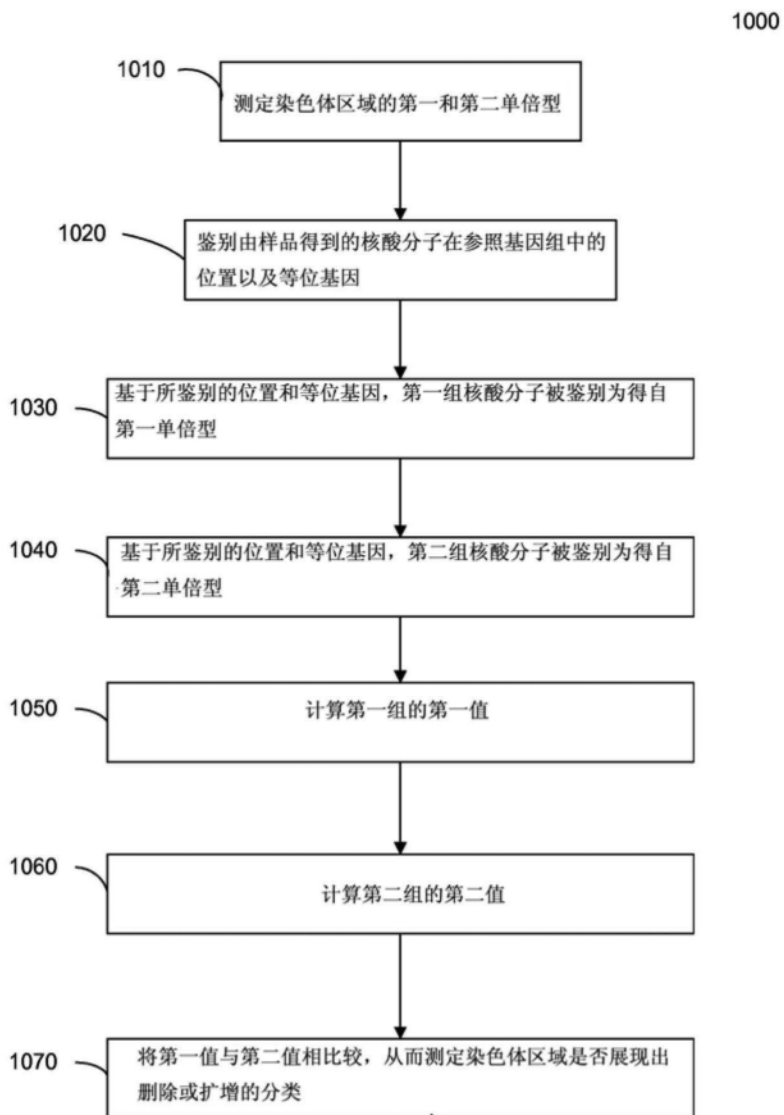 1000
1010
测定染色体区域的第一和第二单倍型
1020
鉴别由样品得到的核酸分子在参照基因组中的
位置以及等位基因
1030
基于所鉴别的位置和等位基因，第一组核酸分子被鉴别为得自
第一单倍型
1040
基于所鉴别的位置和等位基因，第二组核酸分子被鉴别为得自
第二单倍型
1050
计算第一组的第一值
1060
计算第二组的第二值
1070
将第一值与第二值相比较，从而测定染色体区域是否展现出
删除或扩增的分类